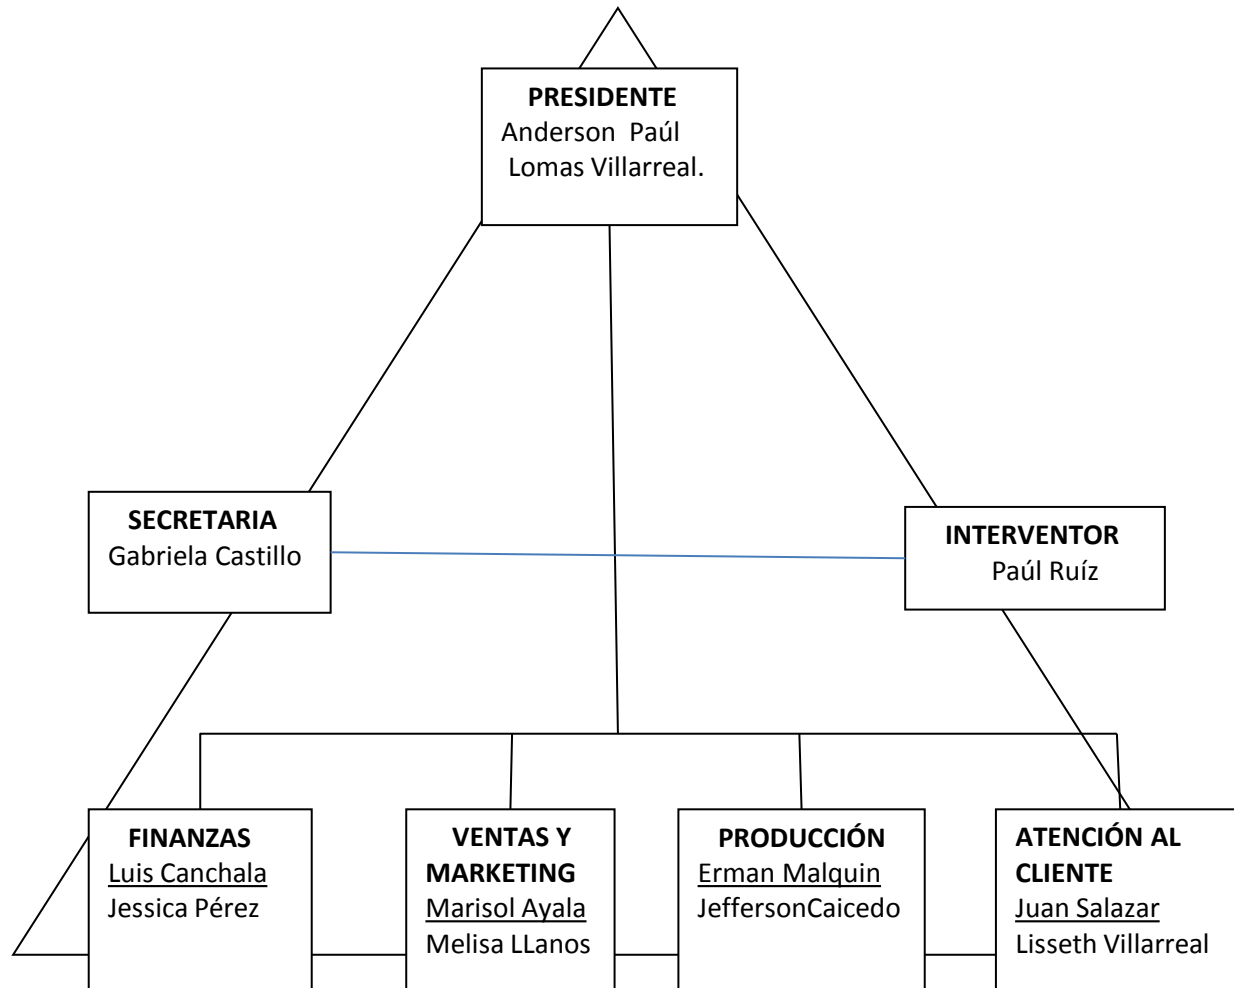 PRESIDENTE
Anderson Paúl
Lomas Villarreal.
SECRETARIA
Gabriela Castillo
INTERVENTOR
Paúl Ruíz
FINANZAS
Luis Canchala
Jessica Pérez
VENTAS Y
MARKETING
Marisol Ayala
Melisa LLanos
PRODUCCIÓN
Erman Malquin
JeffersonCaicedo
ATENCIÓN AL
CLIENTE
Juan Salazar
Lisseth Villarreal